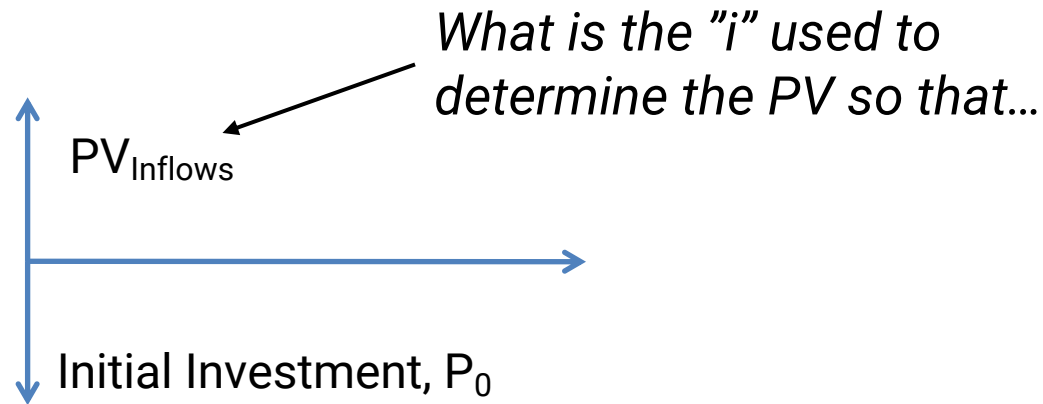 What is the ”i” used to
determine the PV so that…
PVInflows
Initial Investment, P0